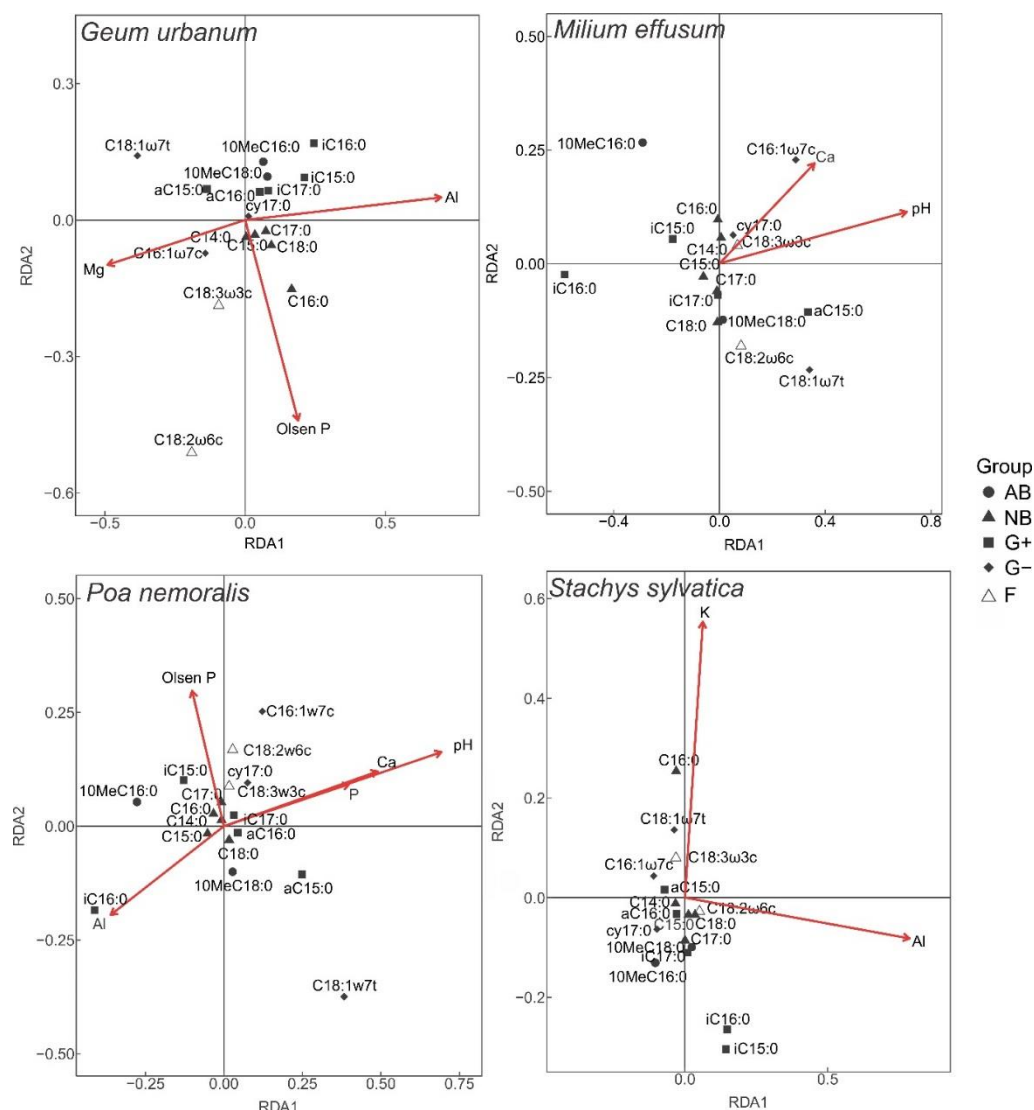 Geum urbanum
0.3
0.0
−0.3
−0.6
RDA2
C18:1ω7t
10MeC16:0
iC16:0
10MeC18:0
iC15:0
aC15:0
aC16:0
iC17:0
cy17:0
Al
C14:0
C17:0
C15:0
C18:0
C16:1ω7c
Mg
C18:3ω3c
C16:0
Olsen P
C18:2ω6c
−0.5
0.0
0.5
RDA1
Milium effusum
0.50
0.25
0.00
−0.25
−0.50
RDA2
10MeC16:0
C16:1ω7c
Ca
C16:0
cy17:0
pH
iC15:0
C18:3ω3c
C14:0
C15:0
iC16:0
C17:0
iC17:0
aC15:0
C18:0
10MeC18:0
C18:2ω6c
C18:1ω7t
−0.4
0.0
0.4
0.8
RDA1
Group
AB
NB
G+
G−
F
Poa nemoralis
0.50
0.25
0.00
−0.25
−0.50
RDA2
Olsen P
C16:1w7c
C18:2w6c
pH
Ca
iC15:0
cy17:0
10MeC16:0
C17:0
C18:3w3c
P
C16:0
C14:0
iC17:0
C15:0
aC16:0
C18:0
10MeC18:0
aC15:0
iC16:0
Al
C18:1w7t
−0.25
0.00
0.25
0.50
0.75
RDA1
Stachys sylvatica
0.6
0.4
0.2
0.0
−0.2
RDA2
K
C16:0
C18:1ω7t
C16:1ω7c
C18:3ω3c
aC15:0
C14:0
C18:2ω6c
aC16:0
C15:0
C18:0
cy17:0
C17:0
10MeC18:0
iC17:0
10MeC16:0
Al
iC16:0
iC15:0
0.0
0.5
RDA1